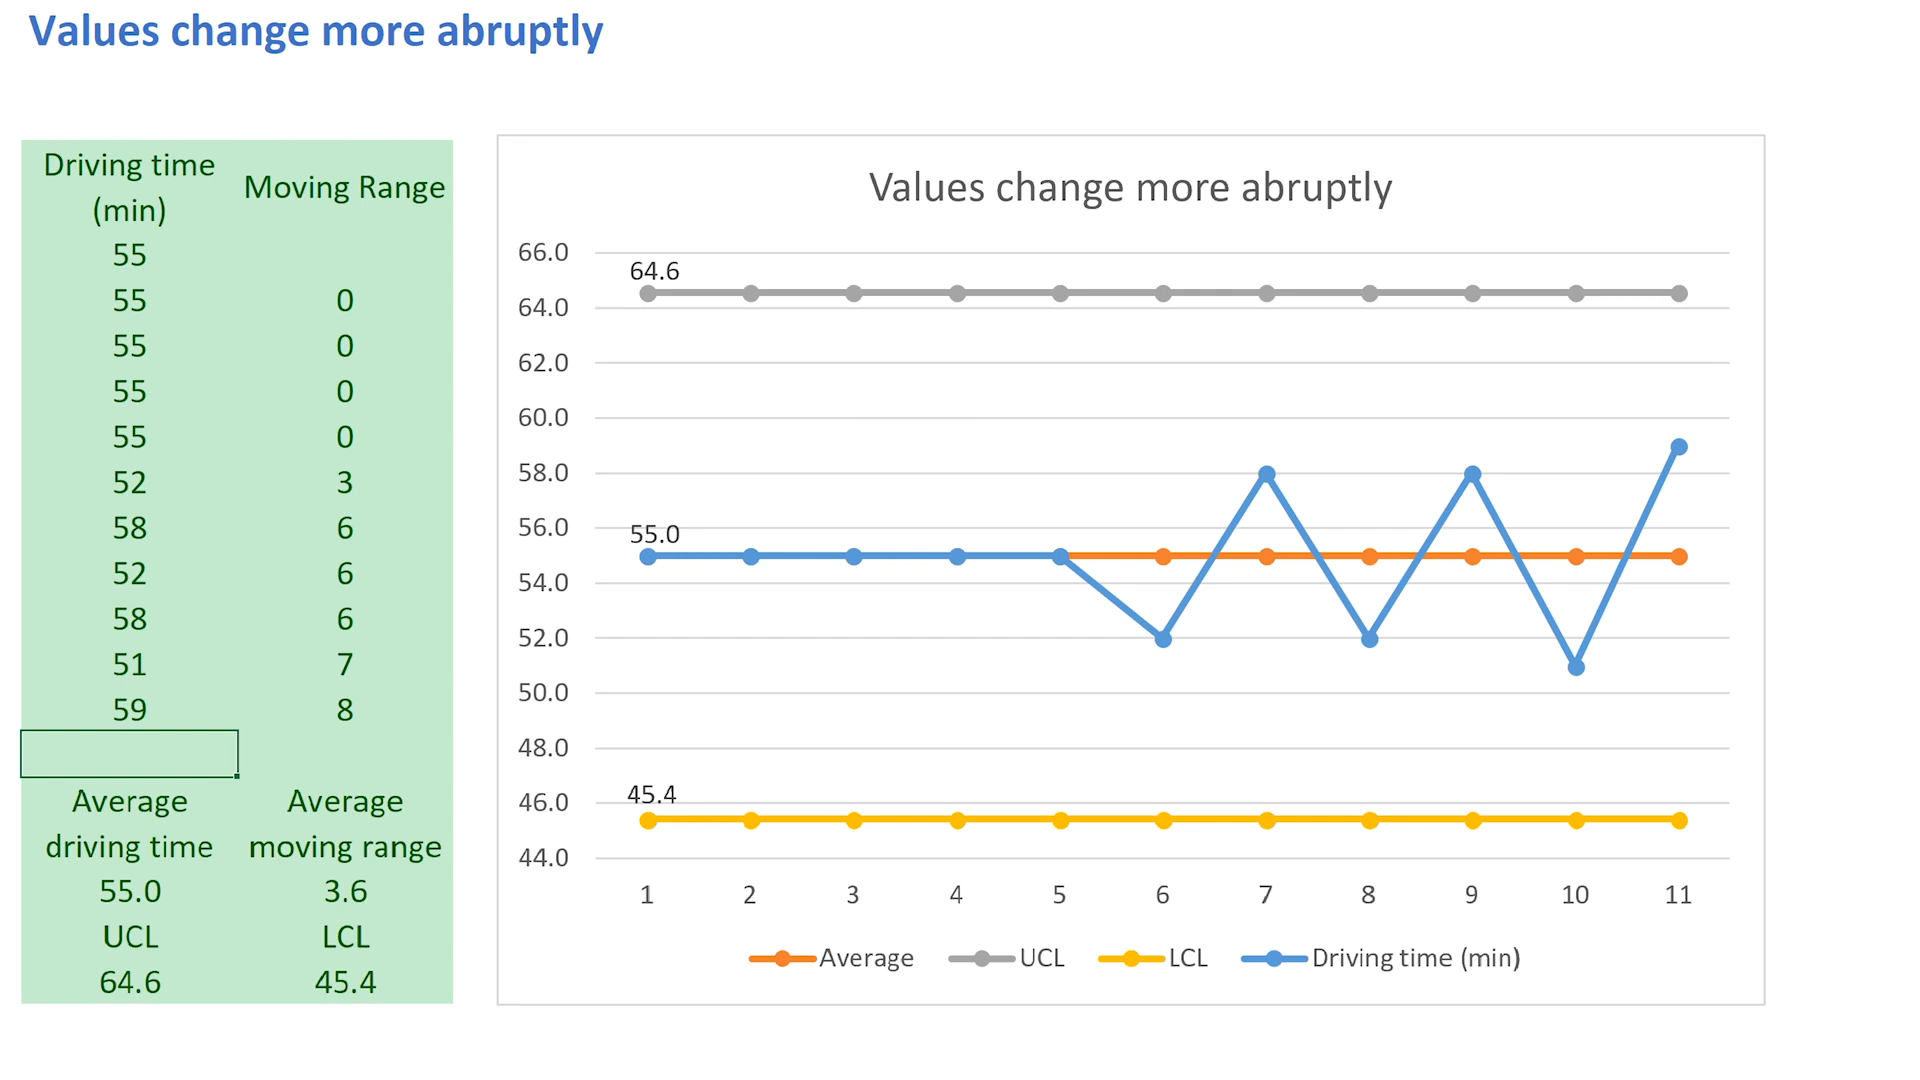 Values change more abruptly
Driving time
(min)
Moving Range
55
55 0
55 0
55 0
55 0
52 3
58 6
52 6
58 6
51 7
59 8
Average Average
driving time moving range
55.0 3.6
UCL LCL
64.6 45.4
Values change more abruptly
66.0
64.6
64.0
62.0
60.0
58.0
56.0
55.0
54.0
52.0
50.0
48.0
45.4
46.0
44.0
1 2 3 4 5 6 7 8 9 10 11
Average UCL LCL Driving time (min)